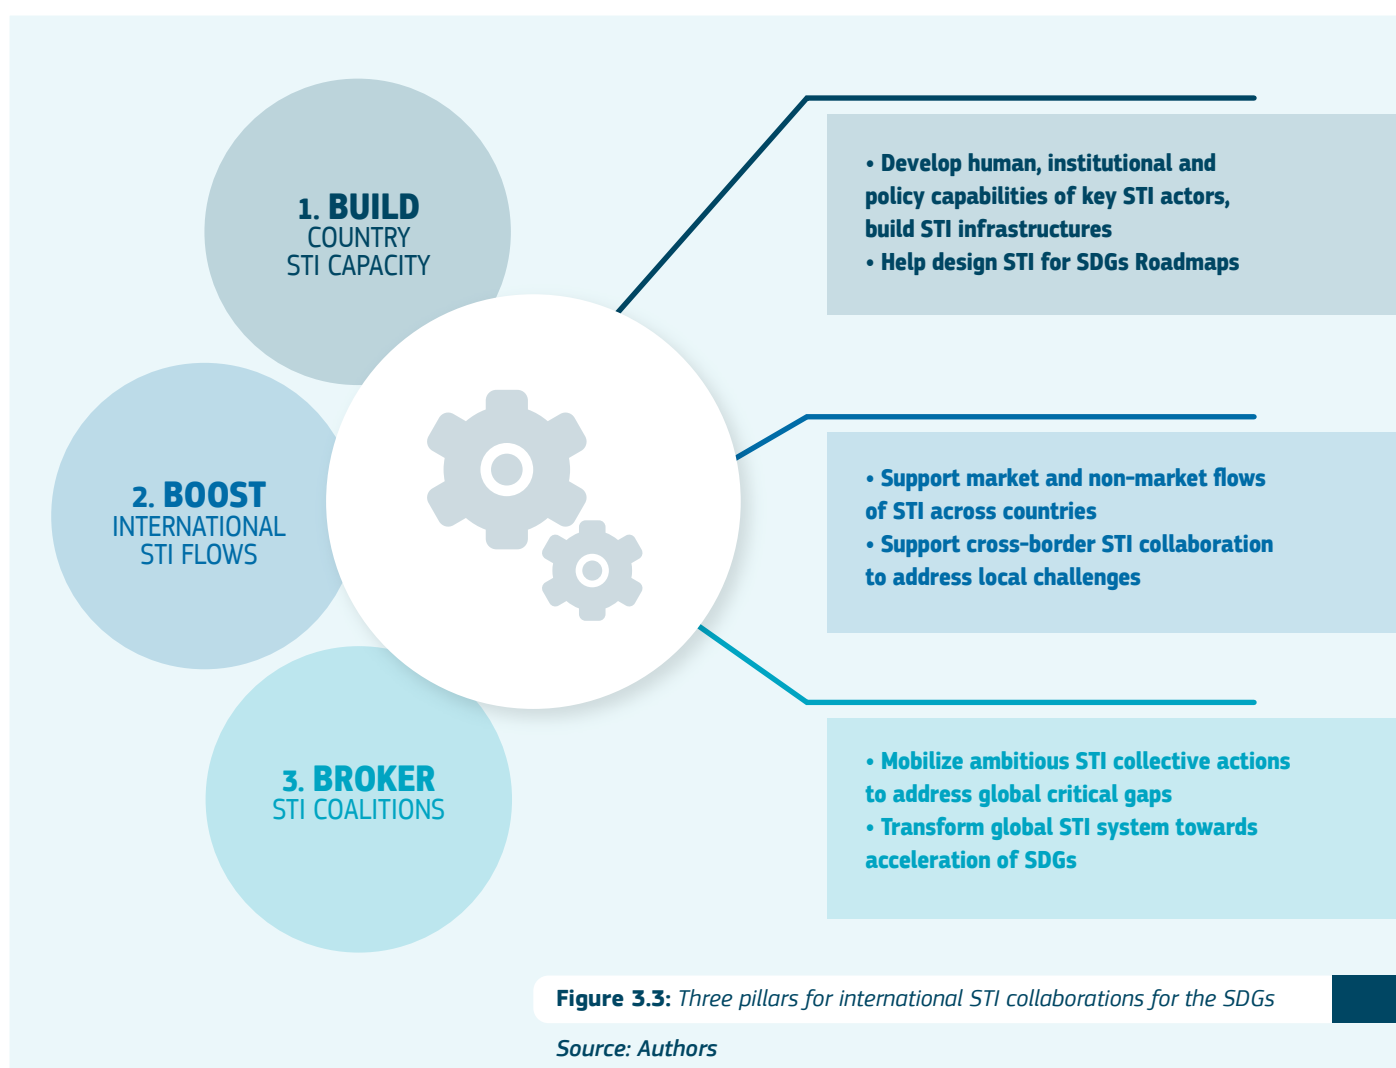 1. BUILD
COUNTRY
STI CAPACITY
• Develop human, institutional and
policy capabilities of key STI actors,
build STI infrastructures
• Help design STI for SDGs Roadmaps
2. BOOST
INTERNATIONAL
STI FLOWS
• Support market and non-market flows
of STI across countries
• Support cross-border STI collaboration
to address local challenges
3. BROKER
STI COALITIONS
• Mobilize ambitious STI collective actions
to address global critical gaps
• Transform global STI system towards
acceleration of SDGs
Figure 3.3: Three pillars for international STI collaborations for the SDGs
Source: Authors